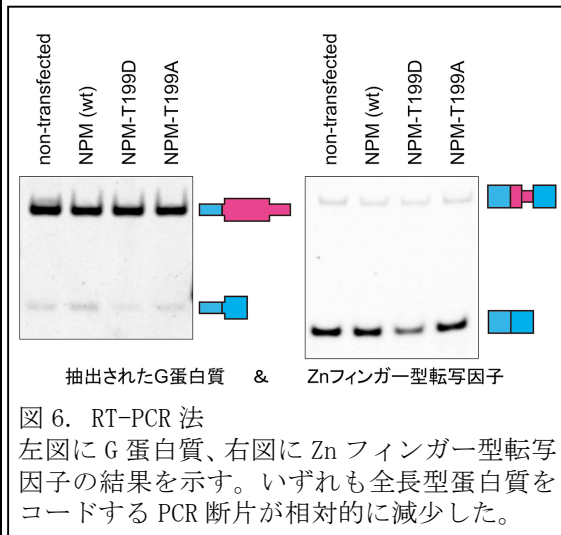 non-transfected
NPM (wt)
NPM-T199D
NPM-T199A
non-transfected
NPM (wt)
NPM-T199D
NPM-T199A
抽出されたG蛋白質 & Znフィンガー型転写因子
図 6. RT-PCR 法
左図に G 蛋白質、右図に Zn フィンガー型転写
因子の結果を示す。いずれも全長型蛋白質を
コードする PCR 断片が相対的に減少した。